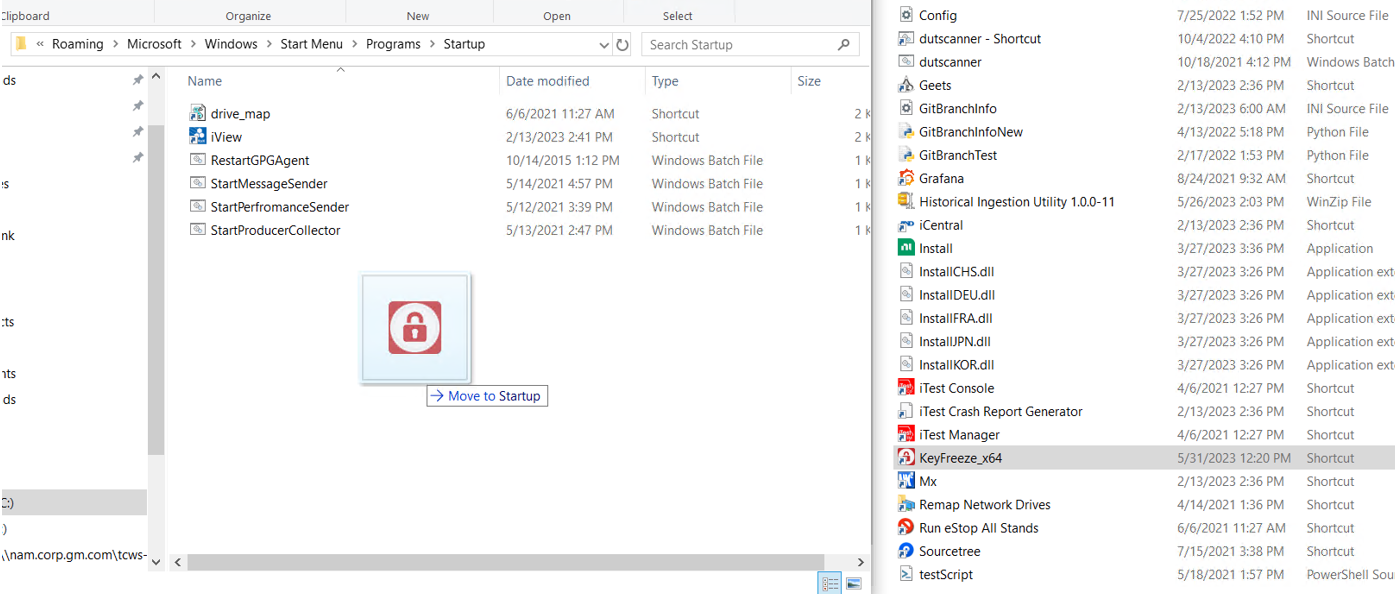 Clipboard
Organize
New
Open
Select
« Roaming > Microsoft > Windows > Start Menu > Programs > Startup
Search Startup
Name Date modified Type Size
drive_map 6/6/2021 11:27 AM Shortcut 2 K
iView 2/13/2023 2:41 PM Shortcut 2 K
RestartGPGAgent 10/14/2015 1:12 PM Windows Batch File 1 K
StartMessageSender 5/14/2021 4:57 PM Windows Batch File 1 K
StartPerfromanceSender 5/12/2021 3:39 PM Windows Batch File 1 K
StartProducerCollector 5/13/2021 2:47 PM Windows Batch File 1 K
Move to Startup
ds
es
nk
cts
nts
ds
C:)
:)
\\nam.corp.gm.com\tcws-
Config 7/25/2022 1:52 PM INI Source File
dutscanner - Shortcut 10/4/2022 4:10 PM Shortcut
dutscanner 10/18/2021 4:12 PM Windows Batch
Geets 2/13/2023 2:36 PM Shortcut
GitBranchInfo 2/13/2023 6:00 AM INI Source File
GitBranchInfoNew 4/13/2022 5:18 PM Python File
GitBranchTest 2/17/2022 1:53 PM Python File
Grafana 8/24/2021 9:32 AM Shortcut
Historical Ingestion Utility 1.0.0-11 5/26/2023 2:03 PM WinZip File
iCentral 2/13/2023 2:36 PM Shortcut
Install 3/27/2023 3:36 PM Application
InstallCHS.dll 3/27/2023 3:26 PM Application ext
InstallDEU.dll 3/27/2023 3:26 PM Application ext
InstallFRA.dll 3/27/2023 3:26 PM Application ext
InstallJPN.dll 3/27/2023 3:26 PM Application ext
InstallKOR.dll 3/27/2023 3:26 PM Application ext
iTest Console 4/6/2021 12:27 PM Shortcut
iTest Crash Report Generator 2/13/2023 2:36 PM Shortcut
iTest Manager 4/6/2021 12:27 PM Shortcut
KeyFreeze_x64 5/31/2023 12:20 PM Shortcut
Mx 2/13/2023 2:36 PM Shortcut
Remap Network Drives 4/14/2021 1:36 PM Shortcut
Run eStop All Stands 6/6/2021 11:27 AM Shortcut
Sourcetree 7/15/2021 3:38 PM Shortcut
testScript 5/18/2021 1:57 PM PowerShell Sou